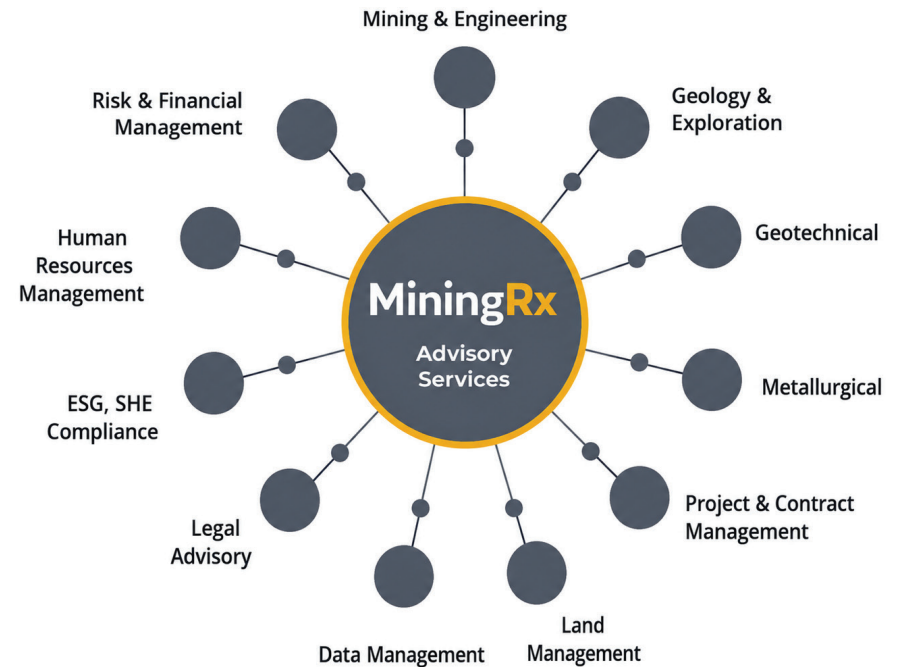 Mining & Engineering
Geology &
Exploration
Geotechnical
Metallurgical
Project & Contract
Management
Land
Management
Data Management
Legal
Advisory
ESG, SHE
Compliance
Human
Resources
Management
Risk & Financial
Management
MiningRx
Advisory
Services